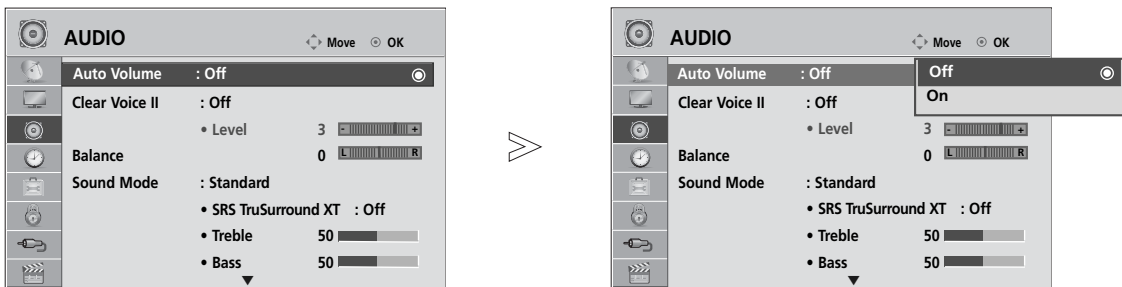 AUDIO Move OK
Auto Volume : Off
Clear Voice II : Off
• Level 3 - +
Balance 0 L R
Sound Mode : Standard
• SRS TruSurround XT : Off
• Treble 50
• Bass 50
AUDIO Move OK
Auto Volume : Off
Off
On
Clear Voice II : Off
• Level 3 - +
Balance 0 L R
Sound Mode : Standard
• SRS TruSurround XT : Off
• Treble 50
• Bass 50